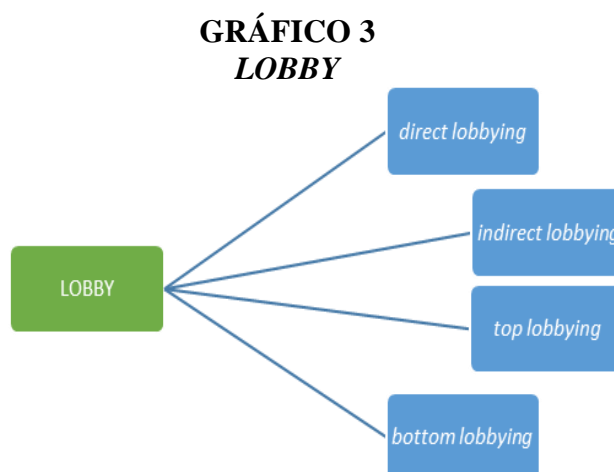 GRÁFICO 3
LOBBY
direct lobbying
indirect lobbying
LOBBY
top lobbying
bottom lobbying